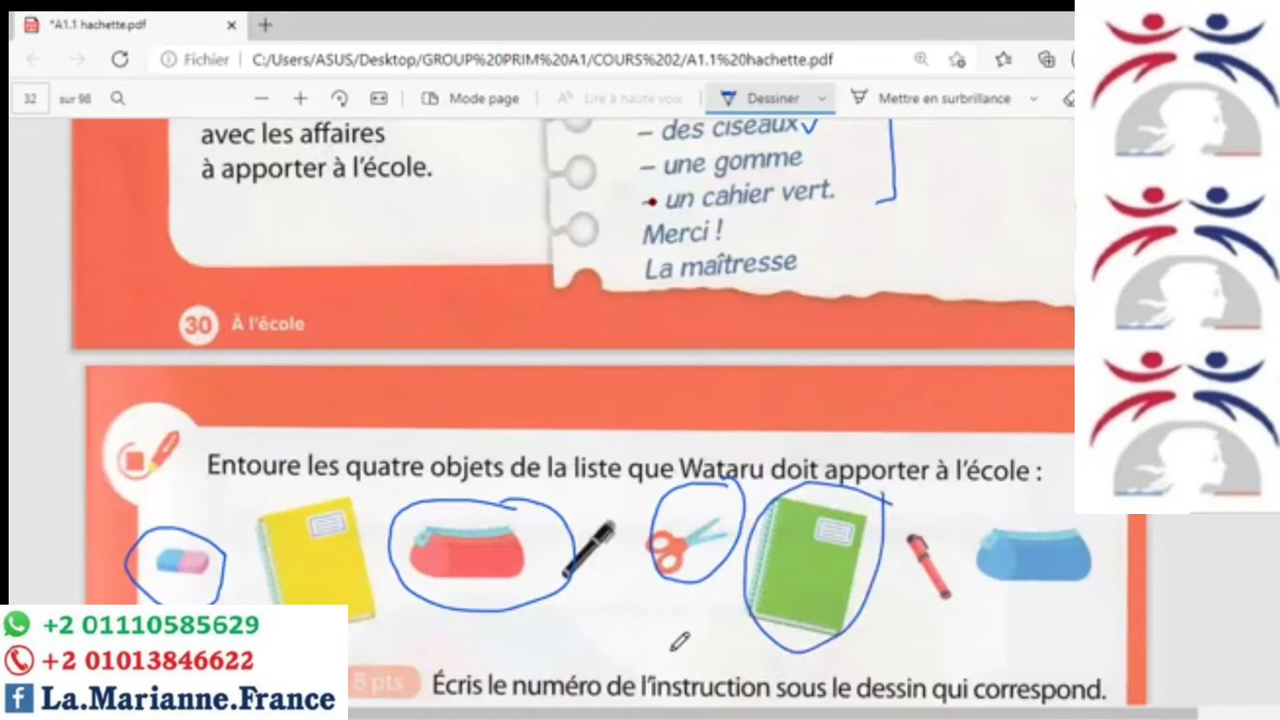 *A1.1 hachette.pdf
Fichier
C:/Users/ASUS/Desktop/GROUP%20PRIM%20A1/COURS%202/A1.1%20hachette.pdf
32 sur 98
Mode page
Lire à haute voix
Dessiner
Mettre en surbrillance
avec les affaires
à apporter à l'école.
– des ciseaux
– une gomme
un cahier vert.
Merci !
La maîtresse
30 À l'école
Entoure les quatre objets de la liste que Wataru doit apporter à l'école :
8 pts Écris le numéro de l'instruction sous le dessin qui correspond.
+2 01110585629
+2 01013846622
La.Marianne.France